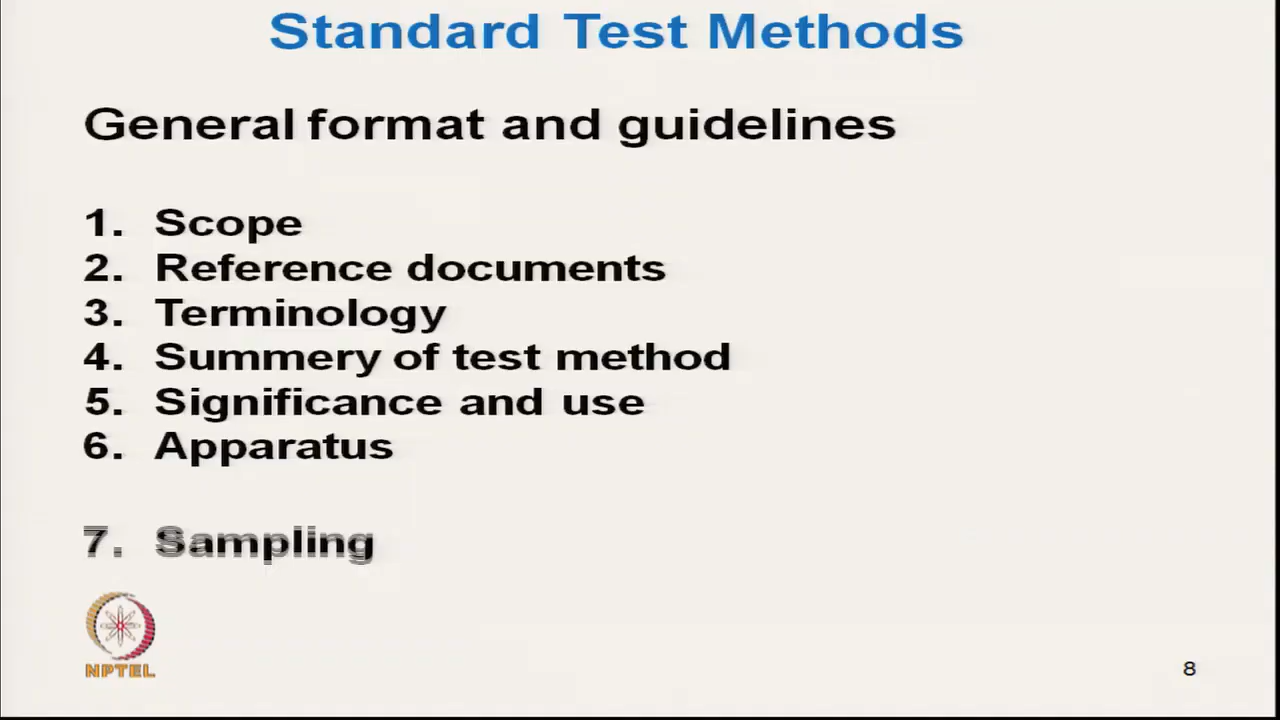 Standard Test Methods
General format and guidelines
1. Scope
2. Reference documents
3. Terminology
4. Summery of test method
5. Significance and use
6. Apparatus
7. Sampling
NPTEL
8